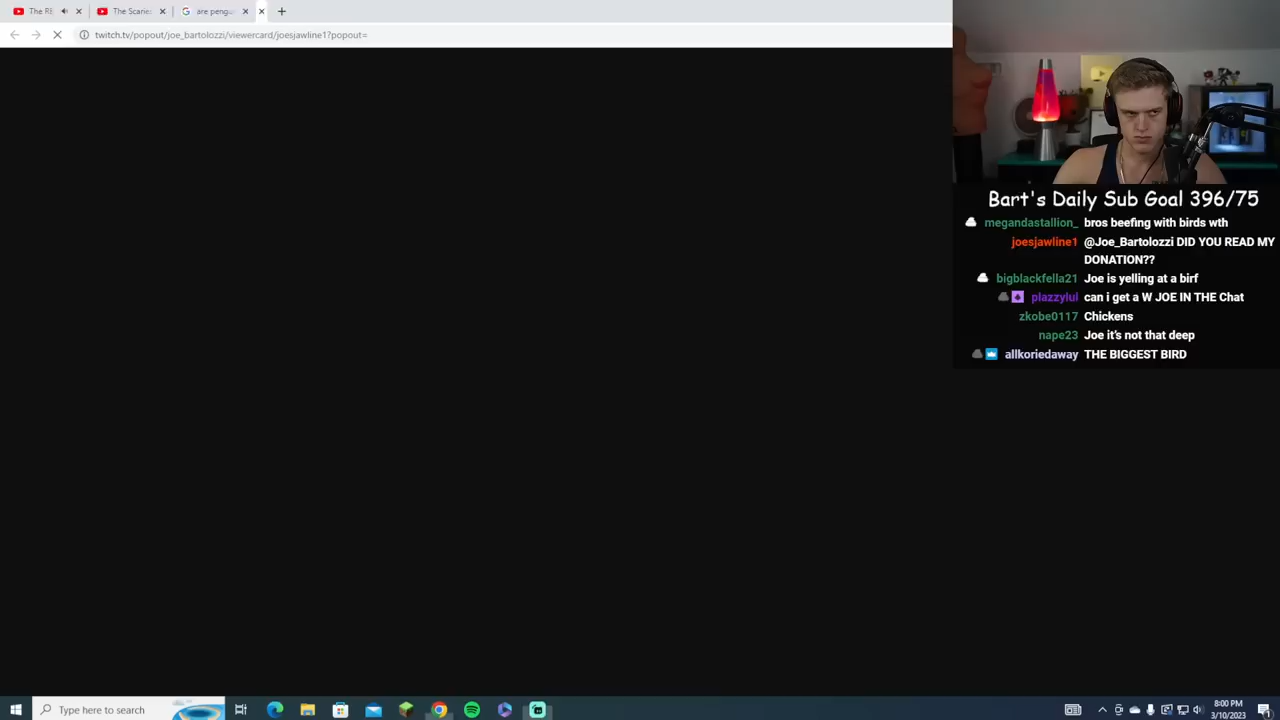 The RE
The Scaries
are pengu
twitch.tv/popout/joe_bartolozzi/viewercard/joesjawline1?popout=
Bart's Daily Sub Goal 396/75
megandastallion_ bros beefing with birds wth
joesjawline1 @Joe_Bartolozzi DID YOU READ MY
DONATION??
bigblackfella21 Joe is yelling at a birf
plazzylul can i get a W JOE IN THE Chat
zkobe0117 Chickens
nape23 Joe it's not that deep
allkoriedaway THE BIGGEST BIRD
Type here to search
8:00 PM
3/10/2023